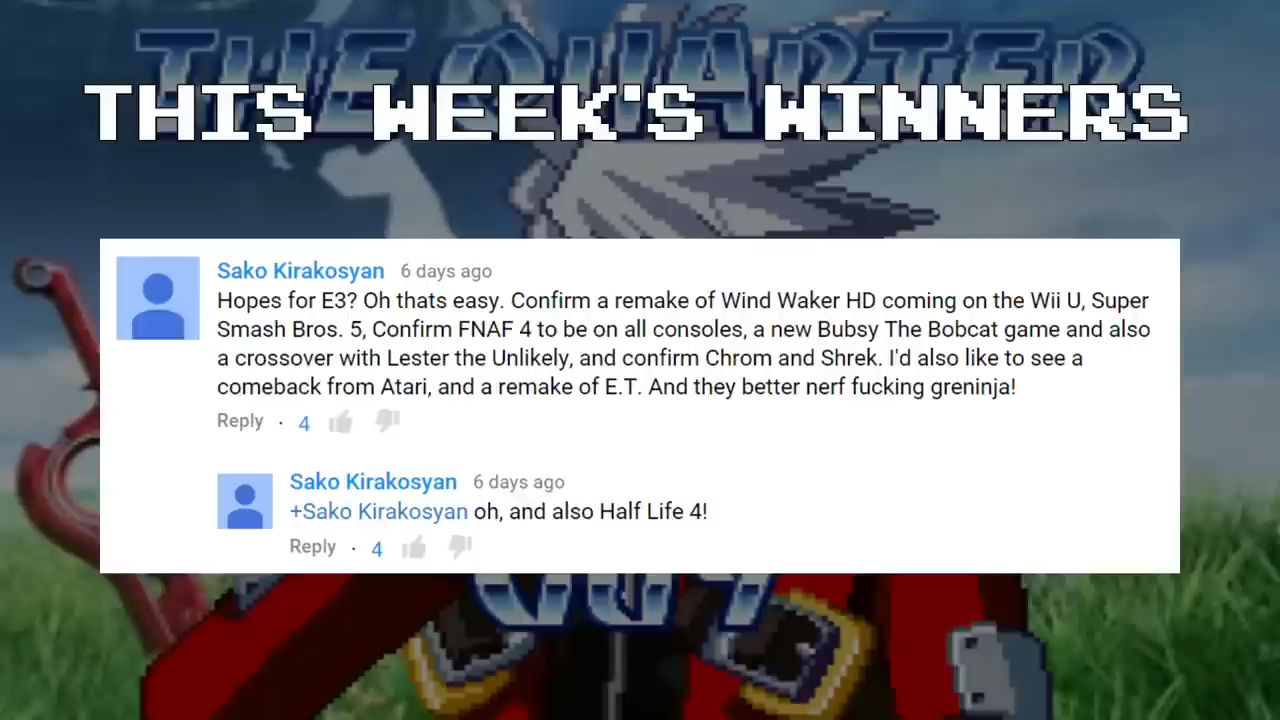 THE QUARTER
THIS WEEK'S WINNERS
Sako Kirakosyan 6 days ago
Hopes for E3? Oh thats easy. Confirm a remake of Wind Waker HD coming on the Wii U, Super
Smash Bros. 5, Confirm FNAF 4 to be on all consoles, a new Bubsy The Bobcat game and also
a crossover with Lester the Unlikely, and confirm Chrom and Shrek. I'd also like to see a
comeback from Atari, and a remake of E.T. And they better nerf fucking greninja!
Reply · 4
Sako Kirakosyan 6 days ago
+Sako Kirakosyan oh, and also Half Life 4!
Reply · 4
GUY